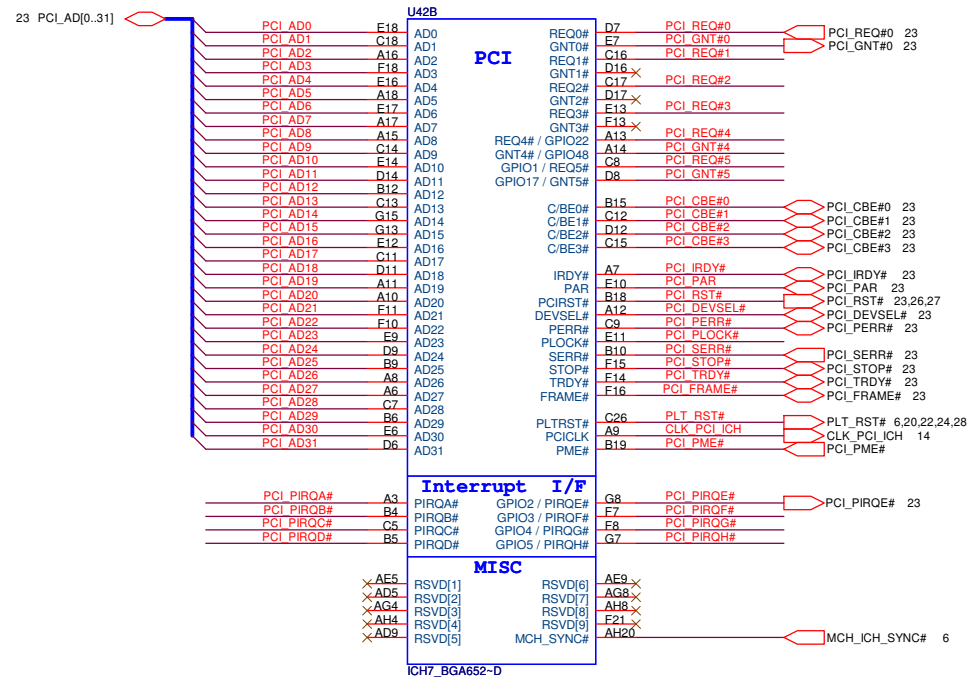 U42B
23 PCI_AD[0..31]
PCI
PCI_AD0 E18 AD0 REQ0# D7 PCI_REQ#0 PCI_REQ#0 23
PCI_AD1 C18 AD1 GNT0# E7 PCI_GNT#0 PCI_GNT#0 23
PCI_AD2 A16 AD2 REQ1# C16 PCI_REQ#1
PCI_AD3 F18 AD3 GNT1# D16
PCI_AD4 E16 AD4 REQ2# C17 PCI_REQ#2
PCI_AD5 A18 AD5 GNT2# D17
PCI_AD6 E17 AD6 REQ3# E13 PCI_REQ#3
PCI_AD7 A17 AD7 GNT3# F13
PCI_AD8 A15 AD8 REQ4# / GPIO22 A13 PCI_REQ#4
PCI_AD9 C14 AD9 GNT4# / GPIO48 A14 PCI_GNT#4
PCI_AD10 E14 AD10 GPIO1 / REQ5# C8 PCI_REQ#5
PCI_AD11 D14 AD11 GPIO17 / GNT5# D8 PCI_GNT#5
PCI_AD12 B12 AD12
PCI_AD13 C13 AD13 C/BE0# B15 PCI_CBE#0 PCI_CBE#0 23
PCI_AD14 G15 AD14 C/BE1# C12 PCI_CBE#1 PCI_CBE#1 23
PCI_AD15 G13 AD15 C/BE2# D12 PCI_CBE#2 PCI_CBE#2 23
PCI_AD16 E12 AD16 C/BE3# C15 PCI_CBE#3 PCI_CBE#3 23
PCI_AD17 C11 AD17
PCI_AD18 D11 AD18 IRDY# A7 PCI_IRDY# PCI_IRDY# 23
PCI_AD19 A11 AD19 PAR E10 PCI_PAR PCI_PAR 23
PCI_AD20 A10 AD20 PCIRST# B18 PCI_RST# PCI_RST# 23,26,27
PCI_AD21 F11 AD21 DEVSEL# A12 PCI_DEVSEL# PCI_DEVSEL# 23
PCI_AD22 F10 AD22 PERR# C9 PCI_PERR# PCI_PERR# 23
PCI_AD23 E9 AD23 PLOCK# E11 PCI_PLOCK#
PCI_AD24 D9 AD24 SERR# B10 PCI_SERR# PCI_SERR# 23
PCI_AD25 B9 AD25 STOP# F15 PCI_STOP# PCI_STOP# 23
PCI_AD26 A8 AD26 TRDY# F14 PCI_TRDY# PCI_TRDY# 23
PCI_AD27 A6 AD27 FRAME# F16 PCI_FRAME# PCI_FRAME# 23
PCI_AD28 C7 AD28
PCI_AD29 B6 AD29 PLTRST# C26 PLT_RST# PLT_RST# 6,20,22,24,28
PCI_AD30 E6 AD30 PCICLK A9 CLK_PCI_ICH CLK_PCI_ICH 14
PCI_AD31 D6 AD31 PME# B19 PCI_PME# PCI_PME#
Interrupt I/F
PCI_PIRQA# A3 PIRQA# GPIO2 / PIRQE# G8 PCI_PIRQE# PCI_PIRQE# 23
PCI_PIRQB# B4 PIRQB# GPIO3 / PIRQF# F7 PCI_PIRQF#
PCI_PIRQC# C5 PIRQC# GPIO4 / PIRQG# F8 PCI_PIRQG#
PCI_PIRQD# B5 PIRQD# GPIO5 / PIRQH# G7 PCI_PIRQH#
MISC
AE5 RSVD[1] RSVD[6] AE9
AD5 RSVD[2] RSVD[7] AG8
AG4 RSVD[3] RSVD[8] AH8
AH4 RSVD[4] RSVD[9] F21
AD9 RSVD[5] MCH_SYNC# AH20 MCH_ICH_SYNC# 6
ICH7_BGA652~D